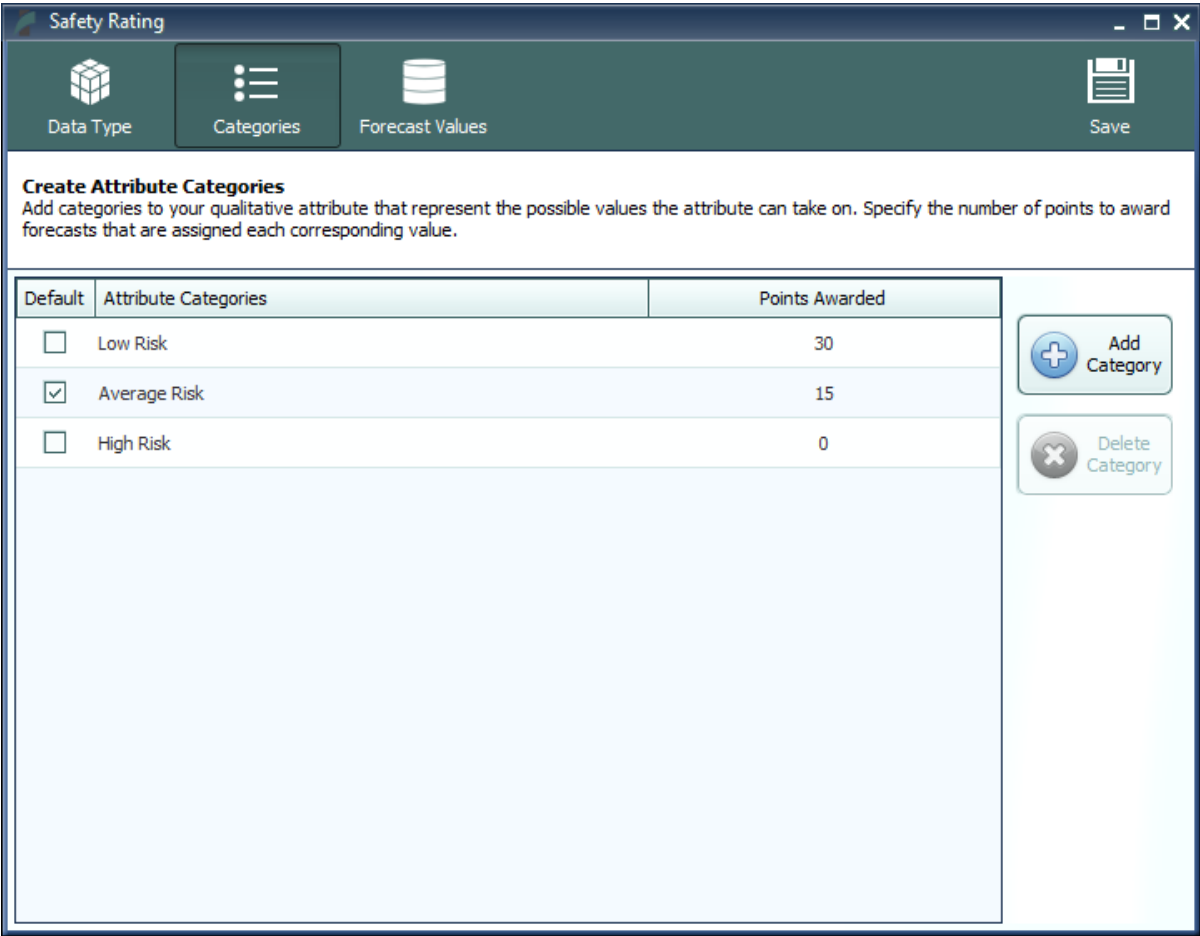 Safety Rating
Data Type
Categories
Forecast Values
Save
Create Attribute Categories
Add categories to your qualitative attribute that represent the possible values the attribute can take on. Specify the number of points to award
forecasts that are assigned each corresponding value.
Default Attribute Categories Points Awarded
Low Risk 30
Average Risk 15
High Risk 0
Add
Category
Delete
Category